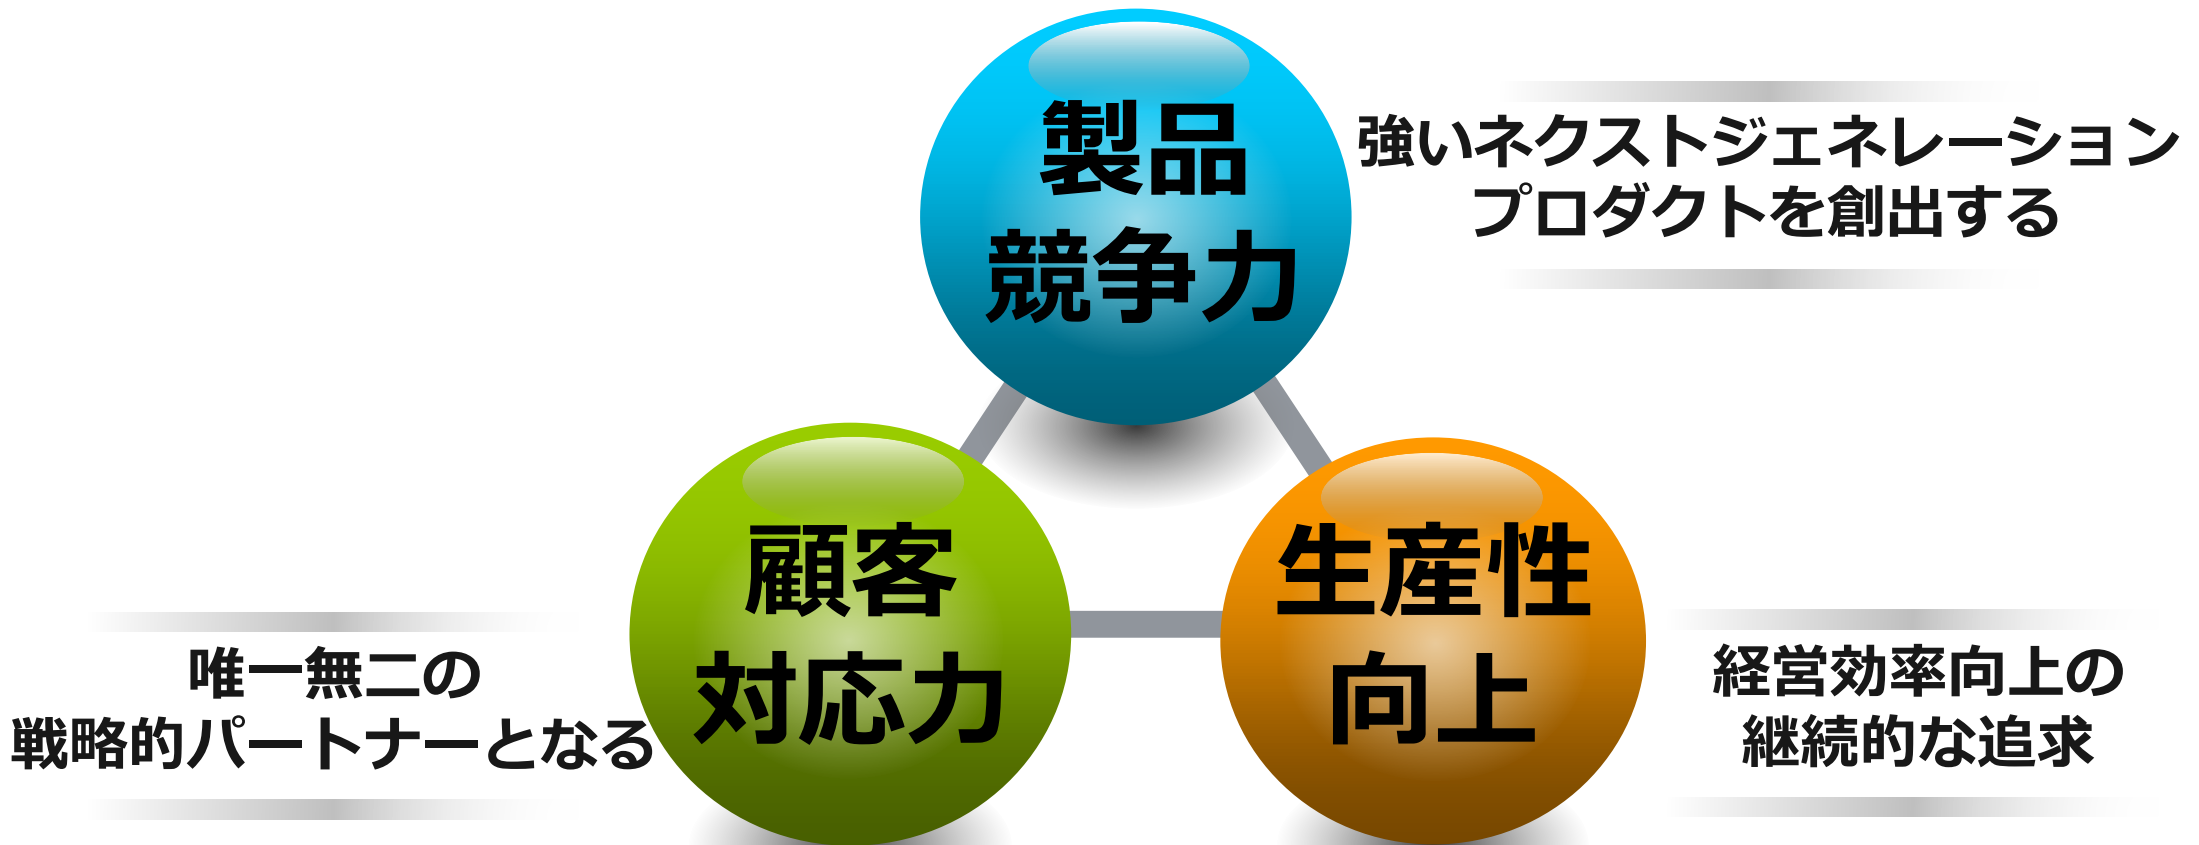 製品
競争力
強いネクストジェネレーション
プロダクトを創出する
顧客
対応力
唯一無二の
戦略的パートナーとなる
生産性
向上
経営効率向上の
継続的な追求